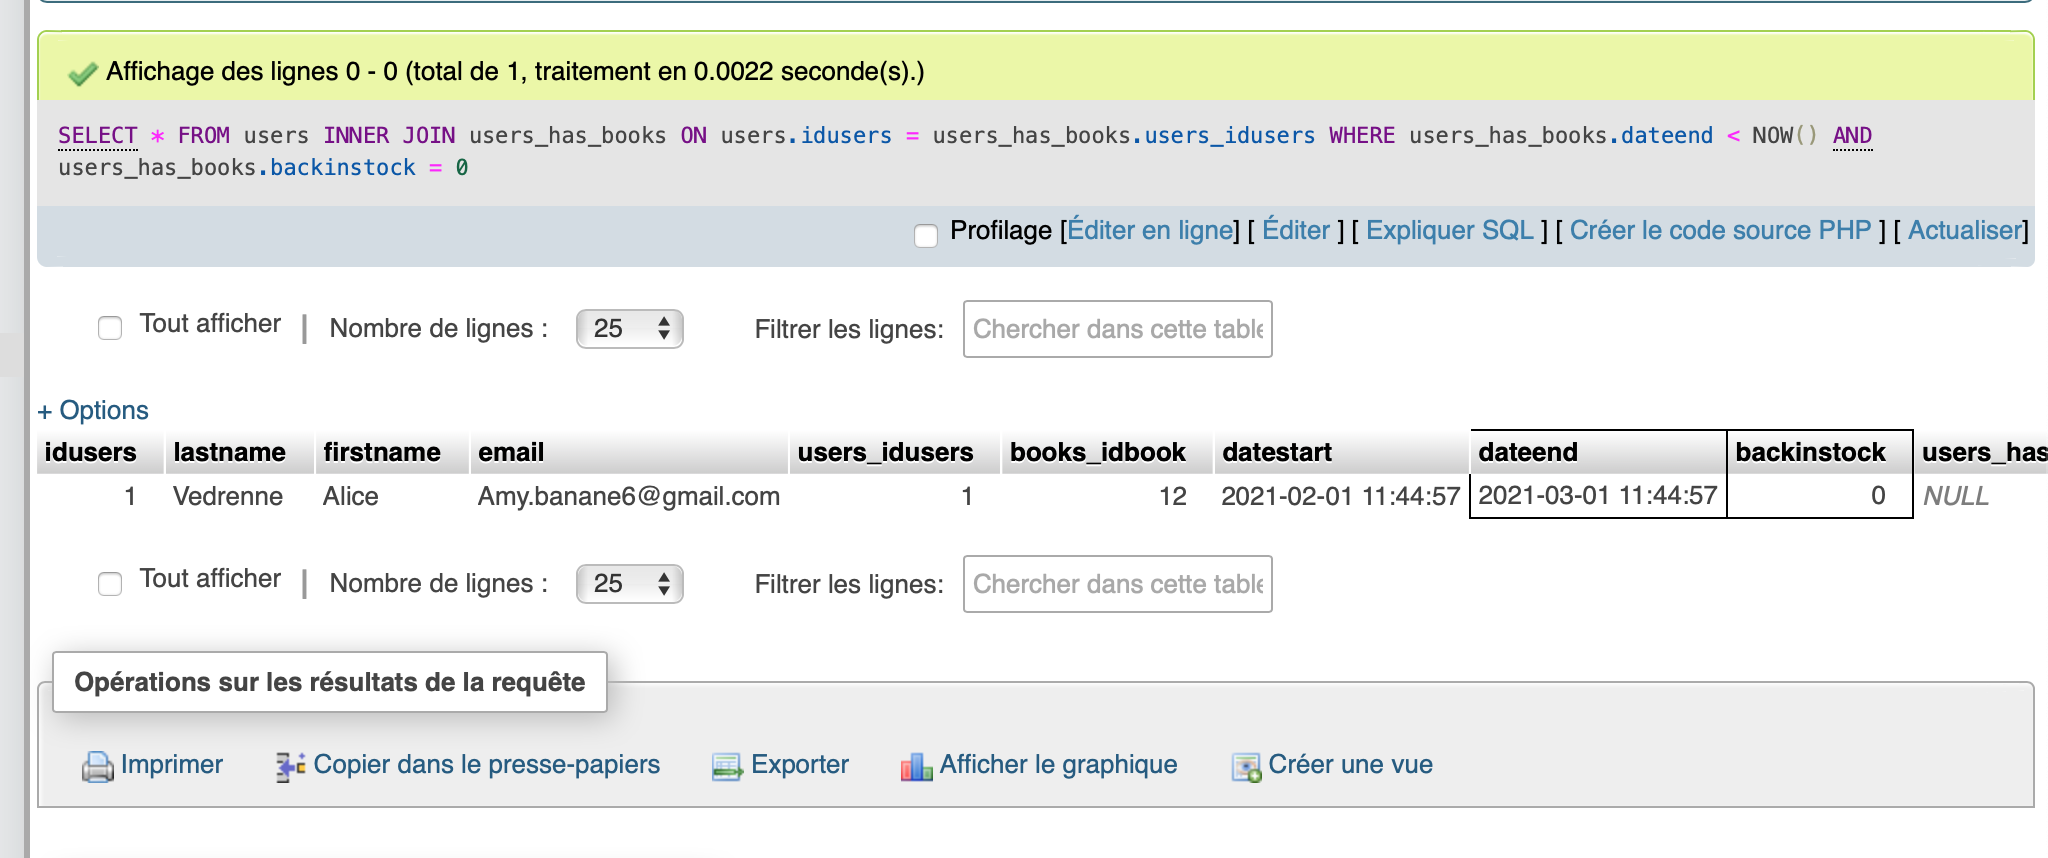 Affichage des lignes 0 - 0 (total de 1, traitement en 0.0022 seconde(s).)
SELECT * FROM users INNER JOIN users_has_books ON users.idusers = users_has_books.users_idusers WHERE users_has_books.dateend < NOW() AND
users_has_books.backinstock = 0
Profilage [Éditer en ligne] [ Éditer ] [ Expliquer SQL ] [ Créer le code source PHP ] [ Actualiser]
Tout afficher | Nombre de lignes : 25 Filtrer les lignes: Chercher dans cette table
+ Options
idusers lastname firstname email users_idusers books_idbook datestart dateend backinstock users_has
1 Vedrenne Alice Amy.banane6@gmail.com 1 12 2021-02-01 11:44:57 2021-03-01 11:44:57 0 NULL
Tout afficher | Nombre de lignes : 25 Filtrer les lignes: Chercher dans cette table
Opérations sur les résultats de la requête
Imprimer Copier dans le presse-papiers Exporter Afficher le graphique Créer une vue